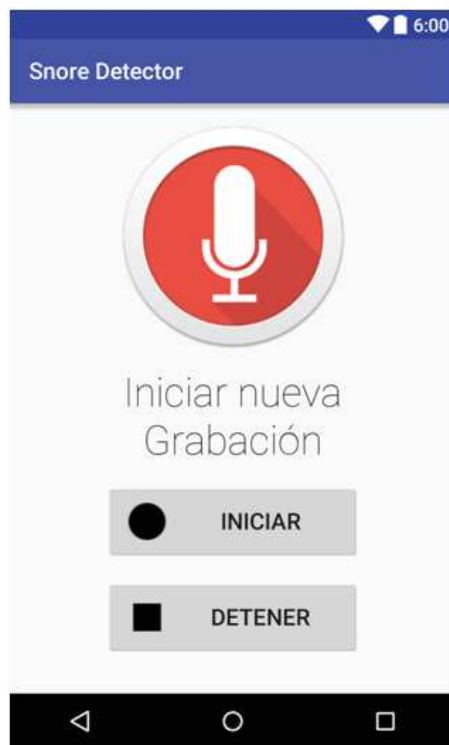 6:00
Snore Detector
Iniciar nueva
Grabación
INICIAR
DETENER